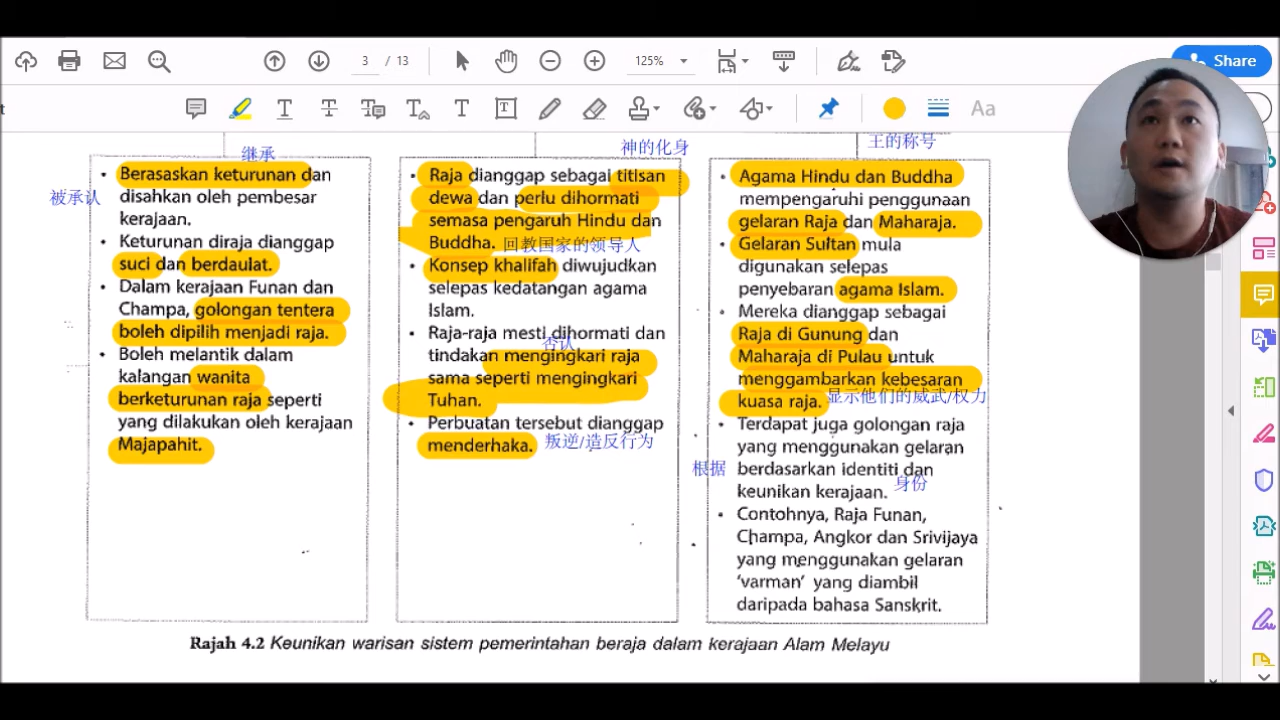 3 / 13
125%
Share
t
Aa
继承
Berasaskan keturunan dan
被承认
disahkan oleh pembesar
kerajaan.
Keturunan diraja dianggap
suci dan berdaulat.
Dalam kerajaan Funan dan
Champa, golongan tentera
boleh dipilih menjadi raja.
Boleh melantik dalam
kalangan wanita
berketurunan raja seperti
yang dilakukan oleh kerajaan
Majapahit.
神的化身
Raja dianggap sebagai titisan
dewa dan perlu dihormati
semasa pengaruh Hindu dan
Buddha. 回教国家的领导人
Konsep khalifah diwujudkan
selepas kedatangan agama
Islam.
Raja-raja mesti dihormati dan
否认
tindakan mengingkari raja
sama seperti mengingkari
Tuhan.
Perbuatan tersebut dianggap
menderhaka. 叛逆/造反行为
王的称号
Agama Hindu dan Buddha
mempengaruhi penggunaan
gelaran Raja dan Maharaja.
Gelaran Sultan mula
digunakan selepas
penyebaran agama Islam.
Mereka dianggap sebagai
Raja di Gunung dan
Maharaja di Pulau untuk
menggambarkan kebesaran
kuasa raja. 显示他们的威武/权力
Terdapat juga golongan raja
yang menggunakan gelaran
根据 berdasarkan identiti dan
keunikan kerajaan. 身份
Contohnya, Raja Funan,
Champa, Angkor dan Srivijaya
yang menggunakan gelaran
'varman' yang diambil
daripada bahasa Sanskrit.
Rajah 4.2 Keunikan warisan sistem pemerintahan beraja dalam kerajaan Alam Melayu